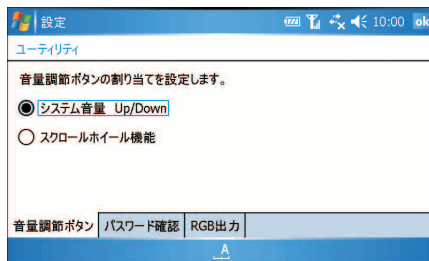 設定 10:00 ok
ユーティリティ
音量調節ボタンの割り当てを設定します。
システム音量 Up/Down
スクロールホイール機能
音量調節ボタン パスワード確認 RGB出力
A